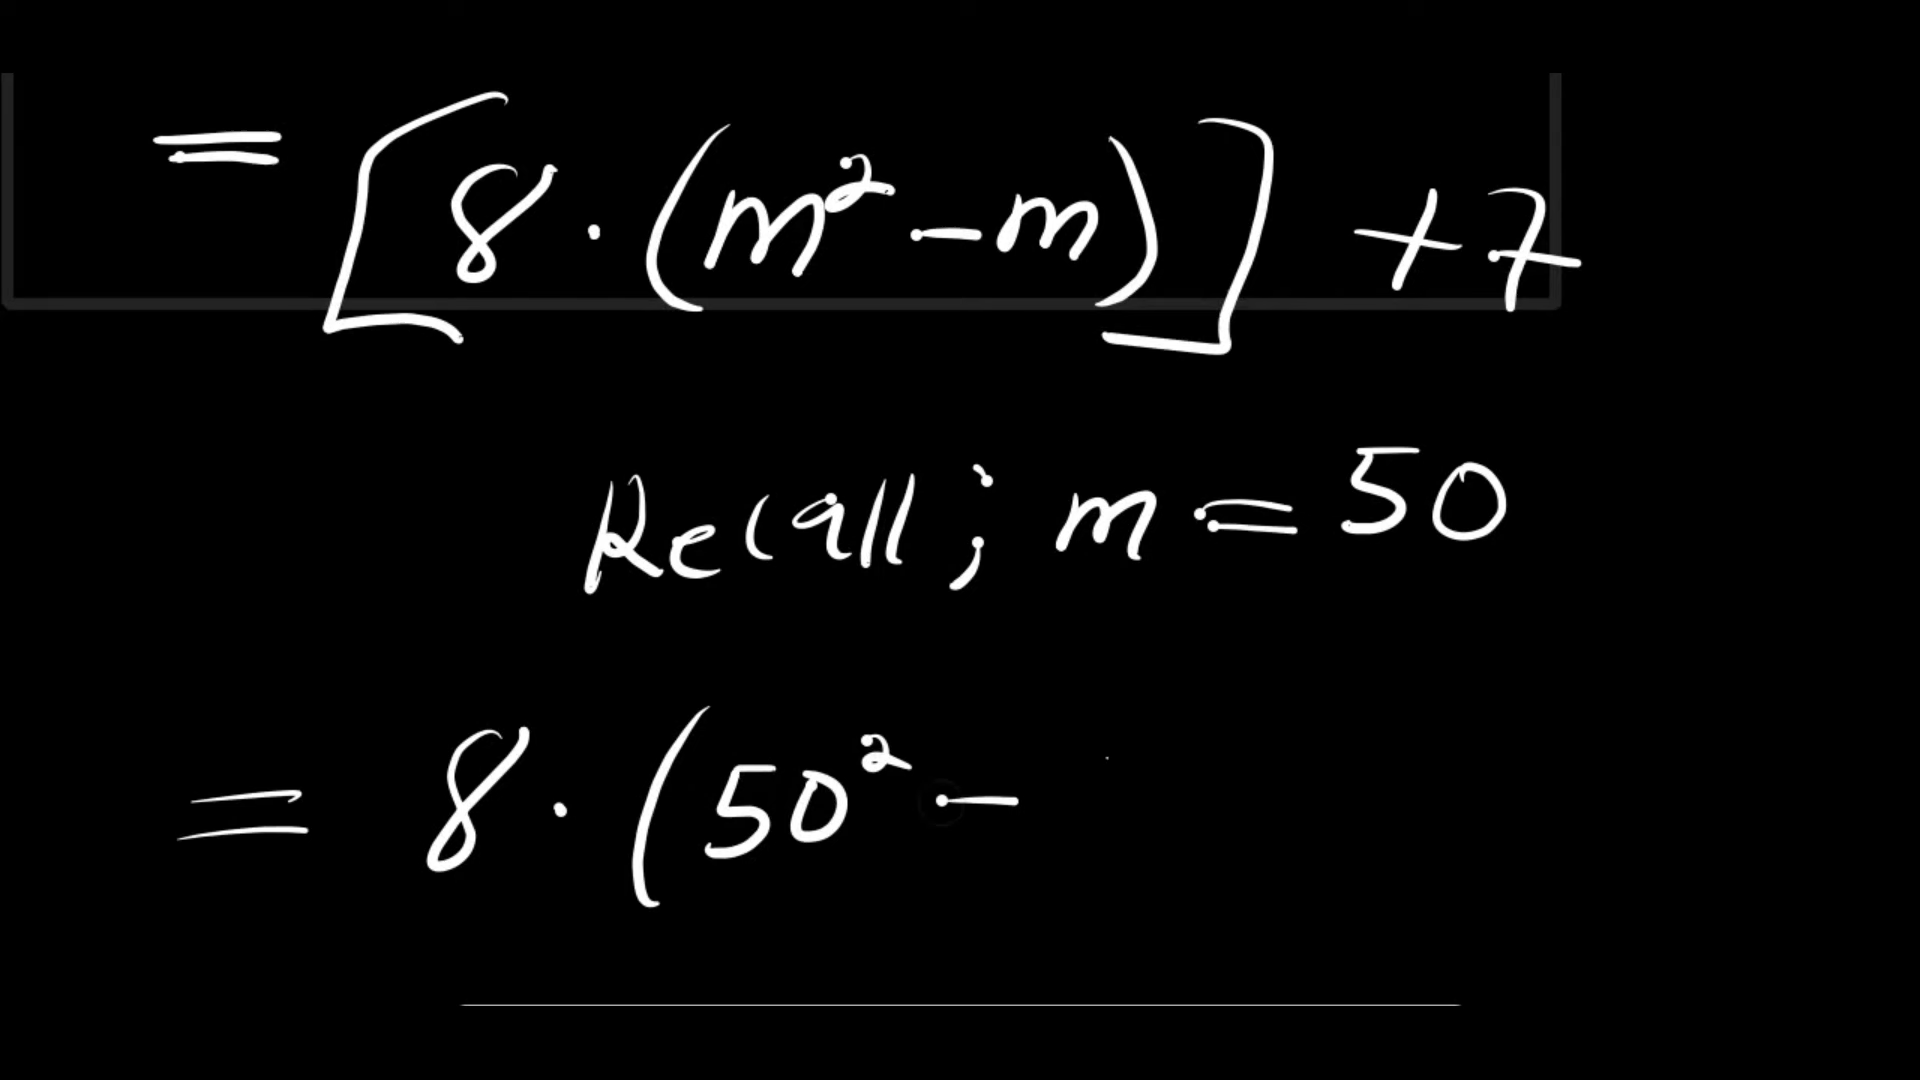 = [8 · (m² - m)] + 7
Recall; m = 50
= 8 · (50² -